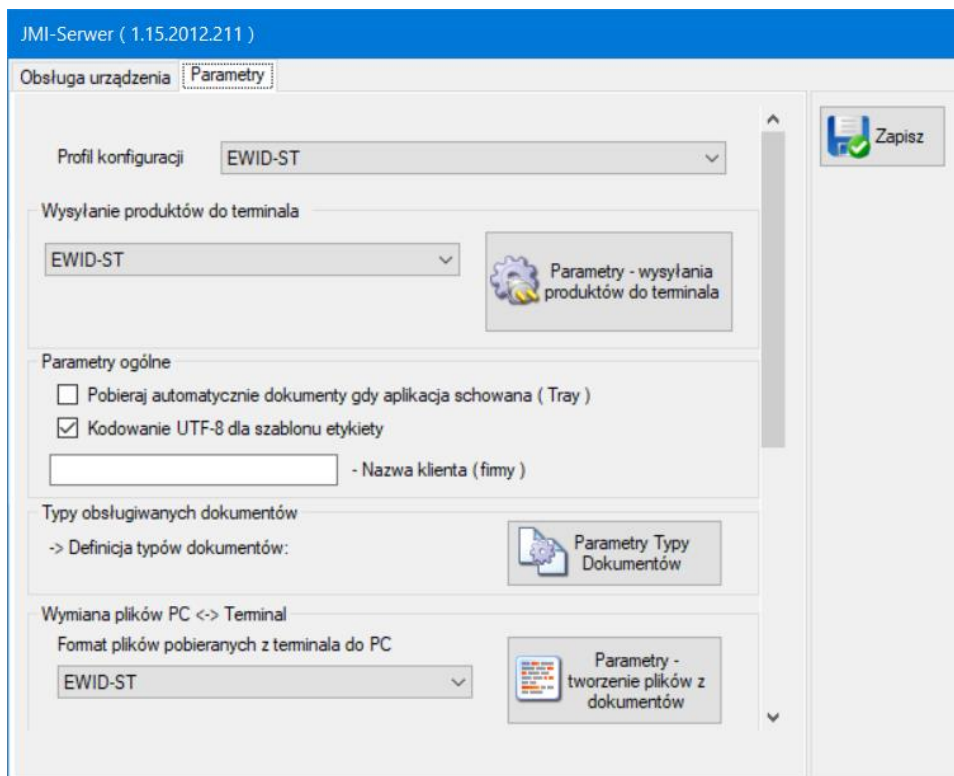 JMI-Serwer ( 1.15.2012.211 )
Obsługa urządzenia Parametry
Profil konfiguracji EWID-ST
Zapisz
Wysyłanie produktów do terminala
EWID-ST
Parametry - wysyłania
produktów do terminala
Parametry ogólne
Pobieraj automatycznie dokumenty gdy aplikacja schowana ( Tray )
Kodowanie UTF-8 dla szablonu etykiety
- Nazwa klienta ( firmy )
Typy obsługiwanych dokumentów
-> Definicja typów dokumentów:
Parametry Typy
Dokumentów
Wymiana plików PC <-> Terminal
Format plików pobieranych z terminala do PC
EWID-ST
Parametry -
tworzenie plików z
dokumentów